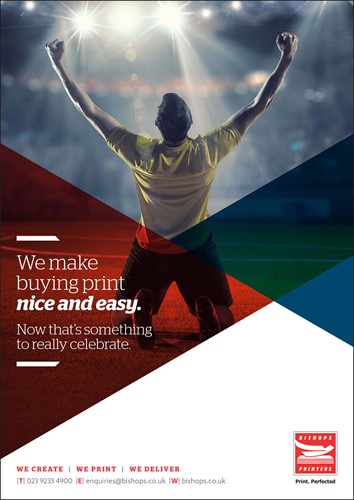 We make
buying print
nice and easy.
Now that's something
to really celebrate.
WE CREATE | WE PRINT | WE DELIVER
|T| 023 9233 4900 |E| enquiries@bishops.co.uk |W| bishops.co.uk
BISHOPS
PRINTERS
Print. Perfected